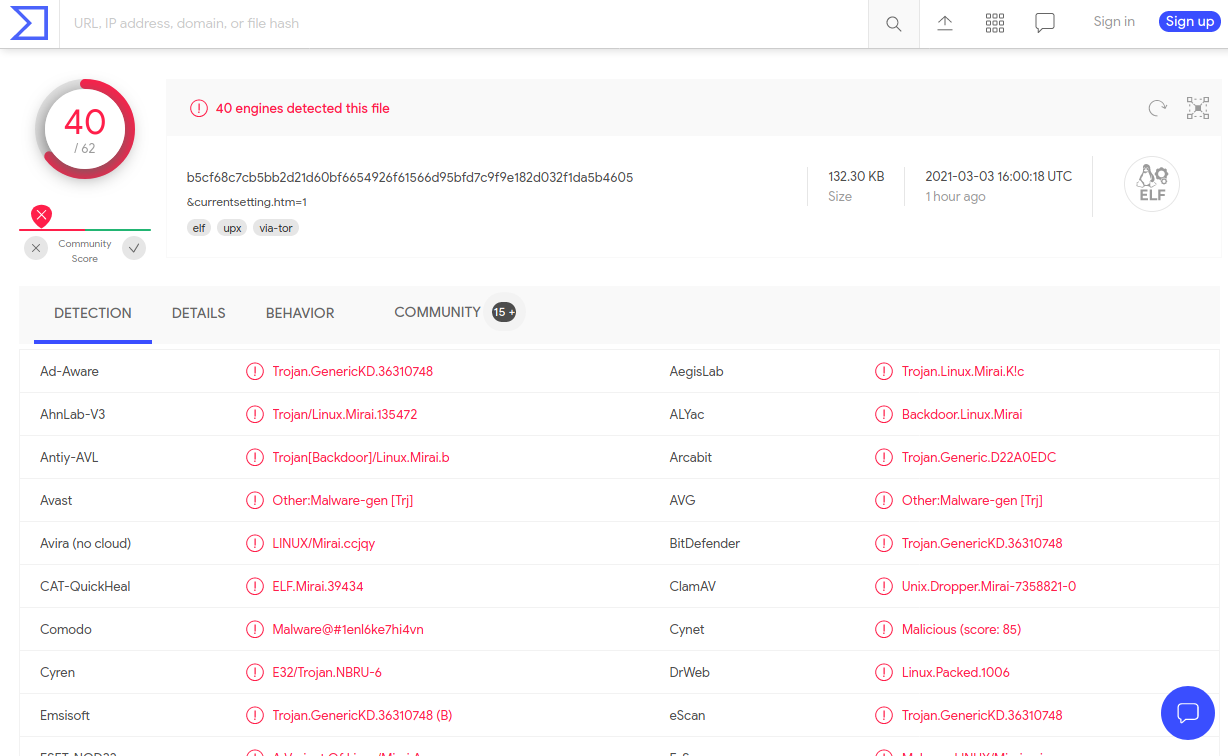 URL, IP address, domain, or file hash
Sign in
Sign up
40
/ 62
40 engines detected this file
b5cf68c7cb5bb2d21d60bf6654926f61566d95bfd7c9f9e182d032f1da5b4605
&currentsetting.htm=1
elf upx via-tor
132.30 KB
Size
2021-03-03 16:00:18 UTC
1 hour ago
ELF
Community
Score
DETECTION DETAILS BEHAVIOR COMMUNITY 15 +
Ad-Aware Trojan.GenericKD.36310748 AegisLab Trojan.Linux.Mirai.K!c
AhnLab-V3 Trojan/Linux.Mirai.135472 ALYac Backdoor.Linux.Mirai
Antiy-AVL Trojan[Backdoor]/Linux.Mirai.b Arcabit Trojan.Generic.D22A0EDC
Avast Other:Malware-gen [Trj] AVG Other:Malware-gen [Trj]
Avira (no cloud) LINUX/Mirai.ccjqy BitDefender Trojan.GenericKD.36310748
CAT-QuickHeal ELF.Mirai.39434 ClamAV Unix.Dropper.Mirai-7358821-0
Comodo Malware@#1enl6ke7hi4vn Cynet Malicious (score: 85)
Cyren E32/Trojan.NBRU-6 DrWeb Linux.Packed.1006
Emsisoft Trojan.GenericKD.36310748 (B) eScan Trojan.GenericKD.36310748